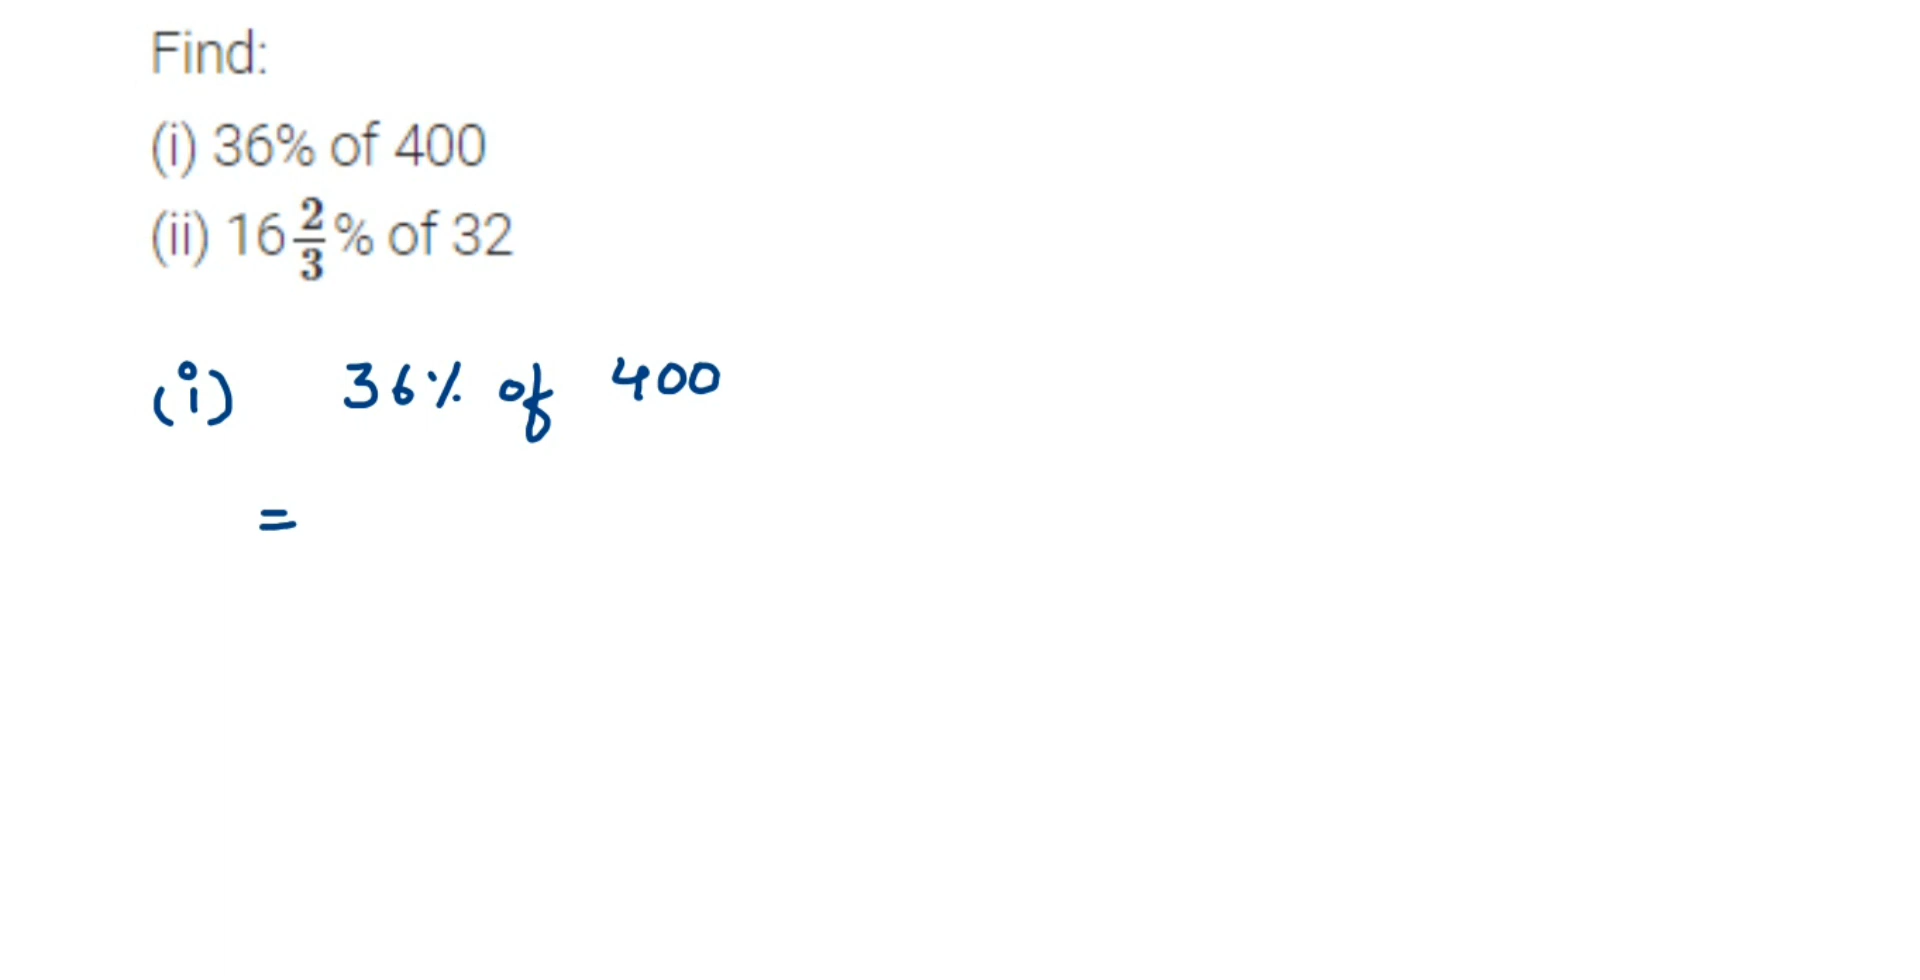 Find:
(i) 36% of 400
(ii) 16 2/3 % of 32
(i) 36% of 400
=